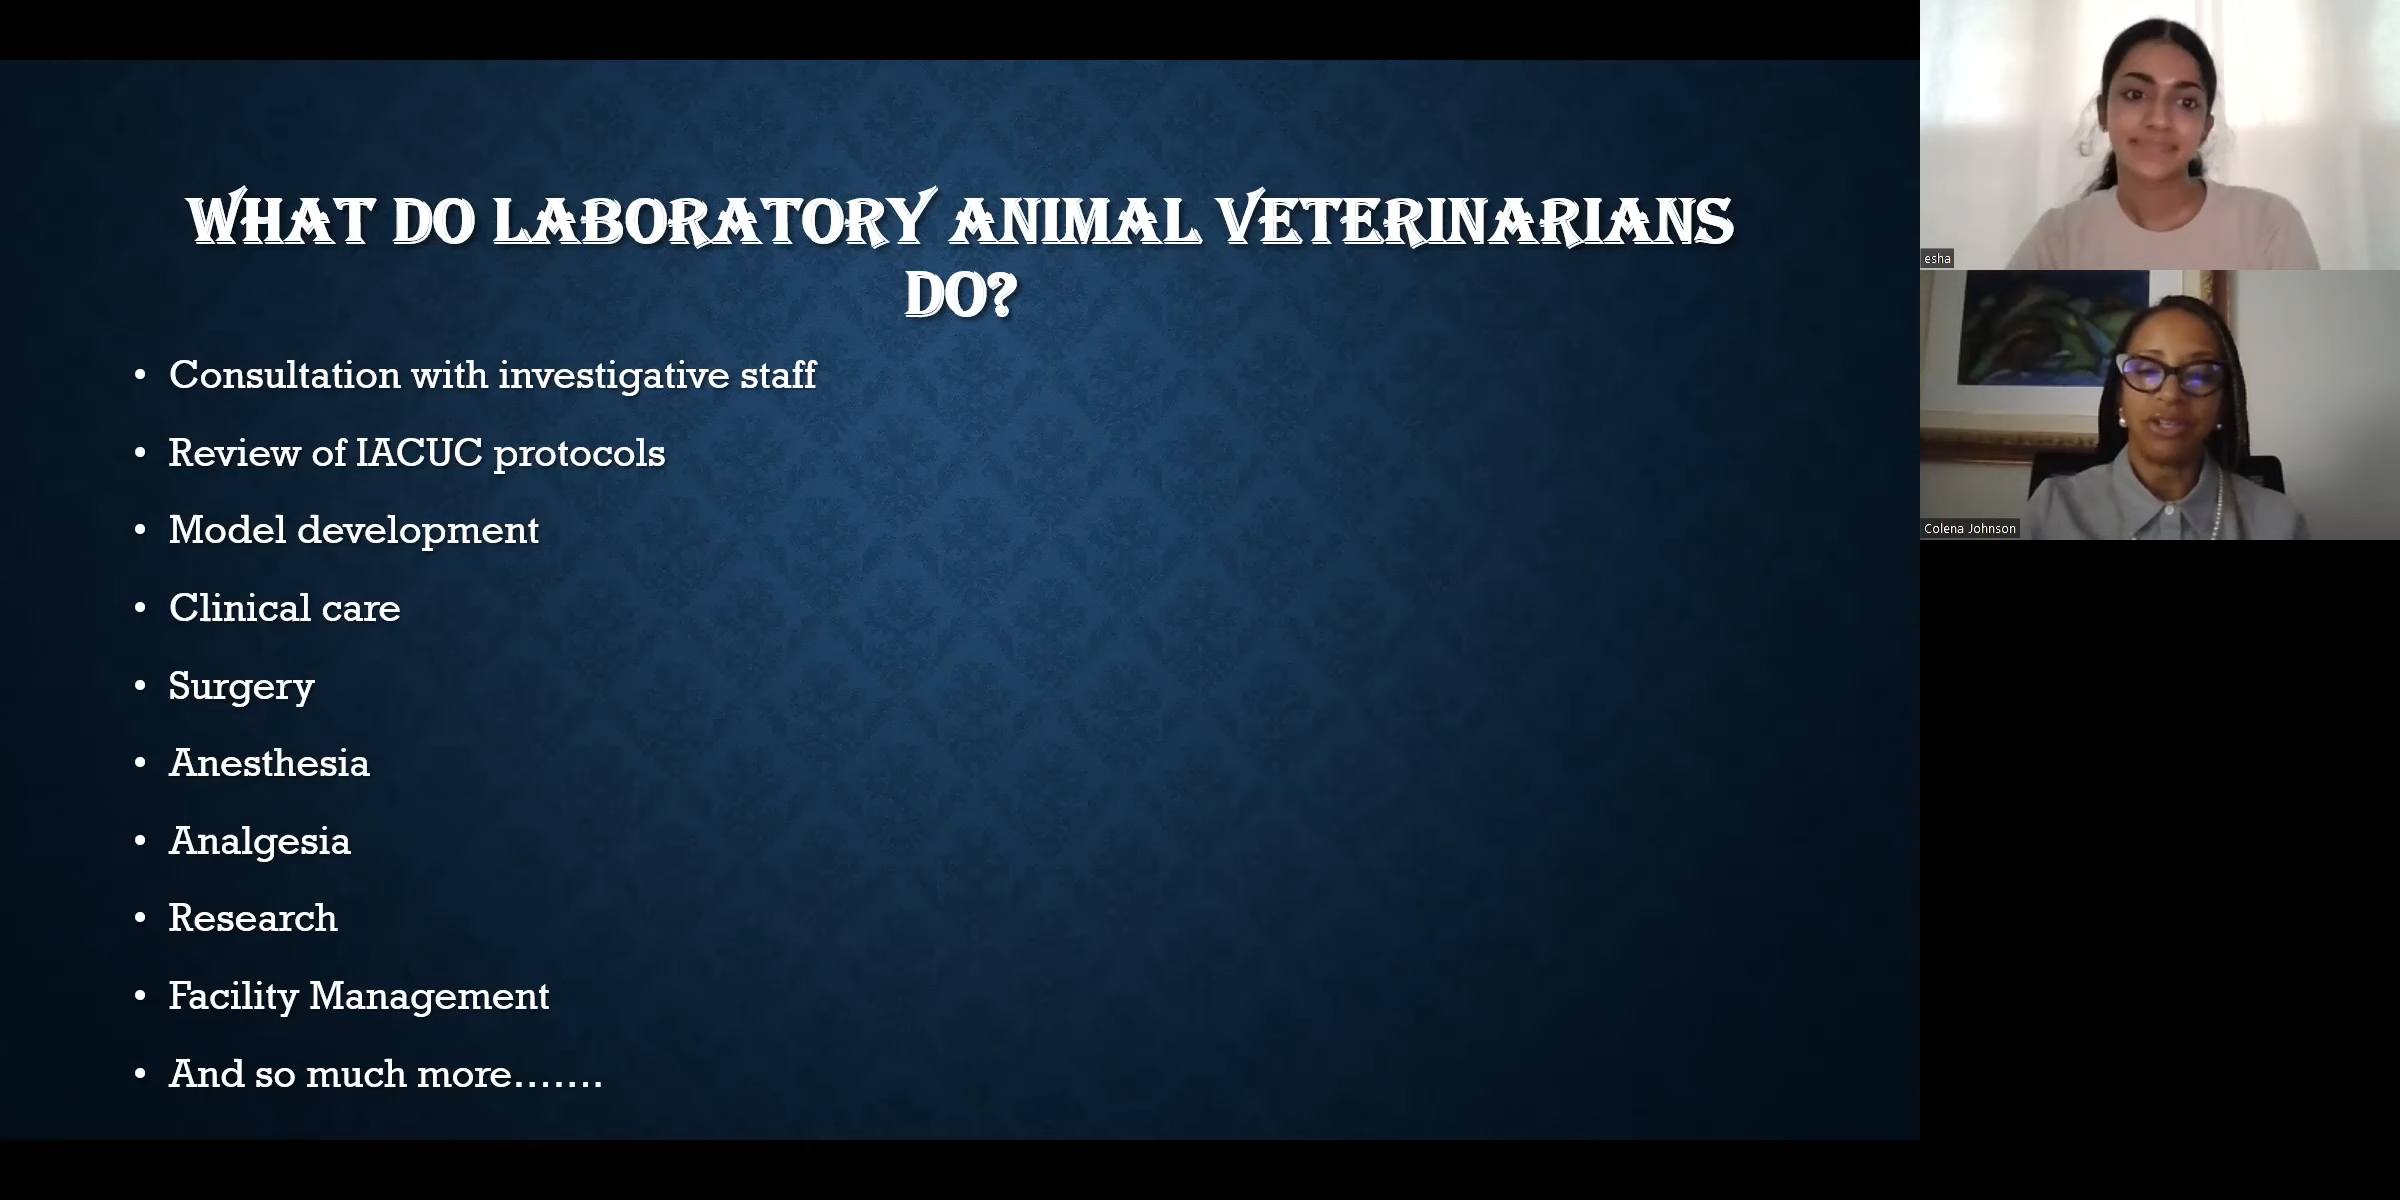 WHAT DO LABORATORY ANIMAL VETERINARIANS
DO?
• Consultation with investigative staff
• Review of IACUC protocols
• Model development
• Clinical care
• Surgery
• Anesthesia
• Analgesia
• Research
• Facility Management
• And so much more.......
esha
Colena Johnson